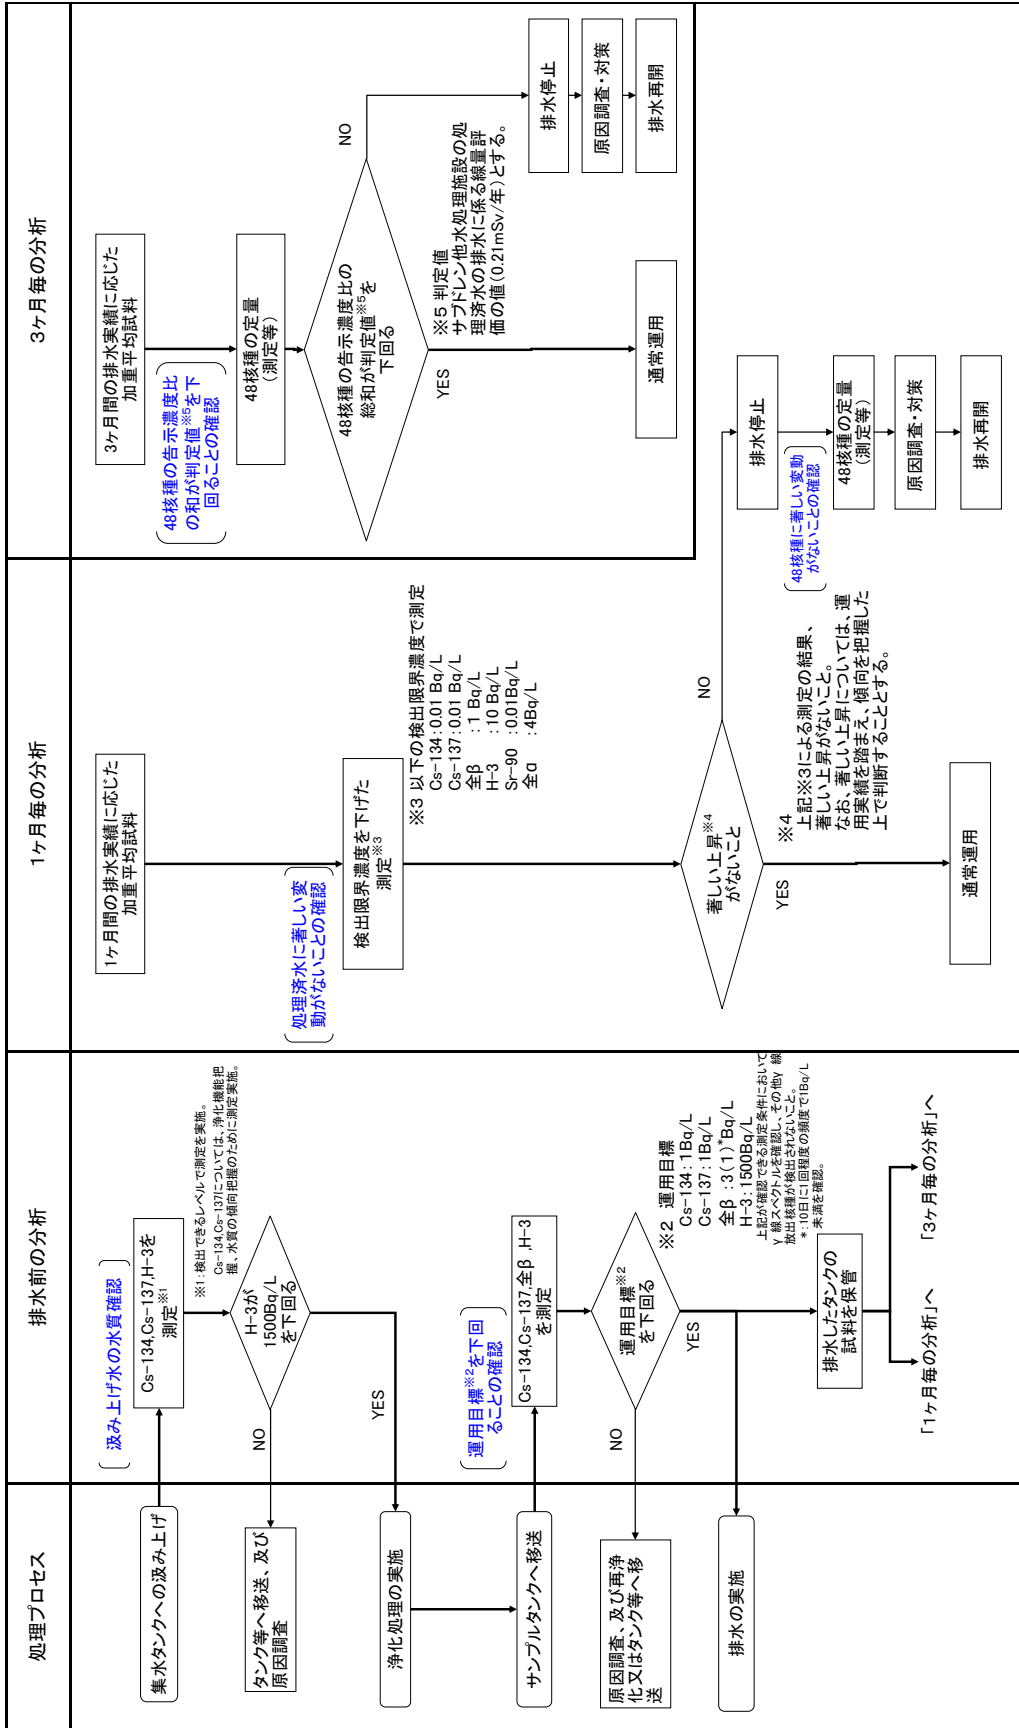 処理プロセス
排水前の分析
1ヶ月毎の分析
3ヶ月毎の分析
集水タンクへの汲み上げ
タンク等へ移送、及び
原因調査
浄化処理の実施
サンプルタンクへ移送
原因調査、及び再浄
化又はタンク等へ移
送
排水の実施
汲み上げ水の水質確認
Cs-134,Cs-137,H-3を
測定※1
※1：検出できるレベルで測定を実施。
Cs-134,Cs-137については、浄化機能把
握、水質の傾向把握のために測定実施。
H-3が
1500Bq/L
を下回る
NO
YES
運用目標※2を下回
ることの確認
Cs-134,Cs-137,全β,H-3
を測定
運用目標※2
を下回る
NO
YES
※2 運用目標
Cs-134：1Bq/L
Cs-137：1Bq/L
全β：3(1)*Bq/L
H-3：1500Bq/L
上記が確認できる測定条件において
γ線スペクトルを確認し、その他γ線
放出核種が検出されないこと。
*：10日に1回程度の頻度で1Bq/L
未満を確認。
排水したタンクの
試料を保管
「1ヶ月毎の分析」へ
「3ヶ月毎の分析」へ
1ヶ月間の排水実績に応じた
加重平均試料
処理済水に著しい変
動がないことの確認
検出限界濃度を下げた
測定※3
※3 以下の検出限界濃度で測定
Cs-134：0.01 Bq/L
Cs-137：0.01 Bq/L
全β ：1 Bq/L
H-3 ：10 Bq/L
Sr-90 ：0.01Bq/L
全α ：4Bq/L
著しい上昇※4
がないこと
NO
YES
※4
上記※3による測定の結果、
著しい上昇がないこと。
なお、著しい上昇については、運
用実績を踏まえ、傾向を把握した
上で判断することとする。
通常運用
排水停止
48核種に著しい変動
がないことの確認
48核種の定量
(測定等)
原因調査・対策
排水再開
3ヶ月間の排水実績に応じた
加重平均試料
48核種の告示濃度比
の和が判定値※5を下
回ることの確認
48核種の定量
(測定等)
48核種の告示濃度比の
総和が判定値※5を
下回る
NO
YES
※5 判定値
サブドレン他水処理施設の処
理済水の排水に係る線量評
価の値(0.21mSv/年)とする。
通常運用
排水停止
原因調査・対策
排水再開